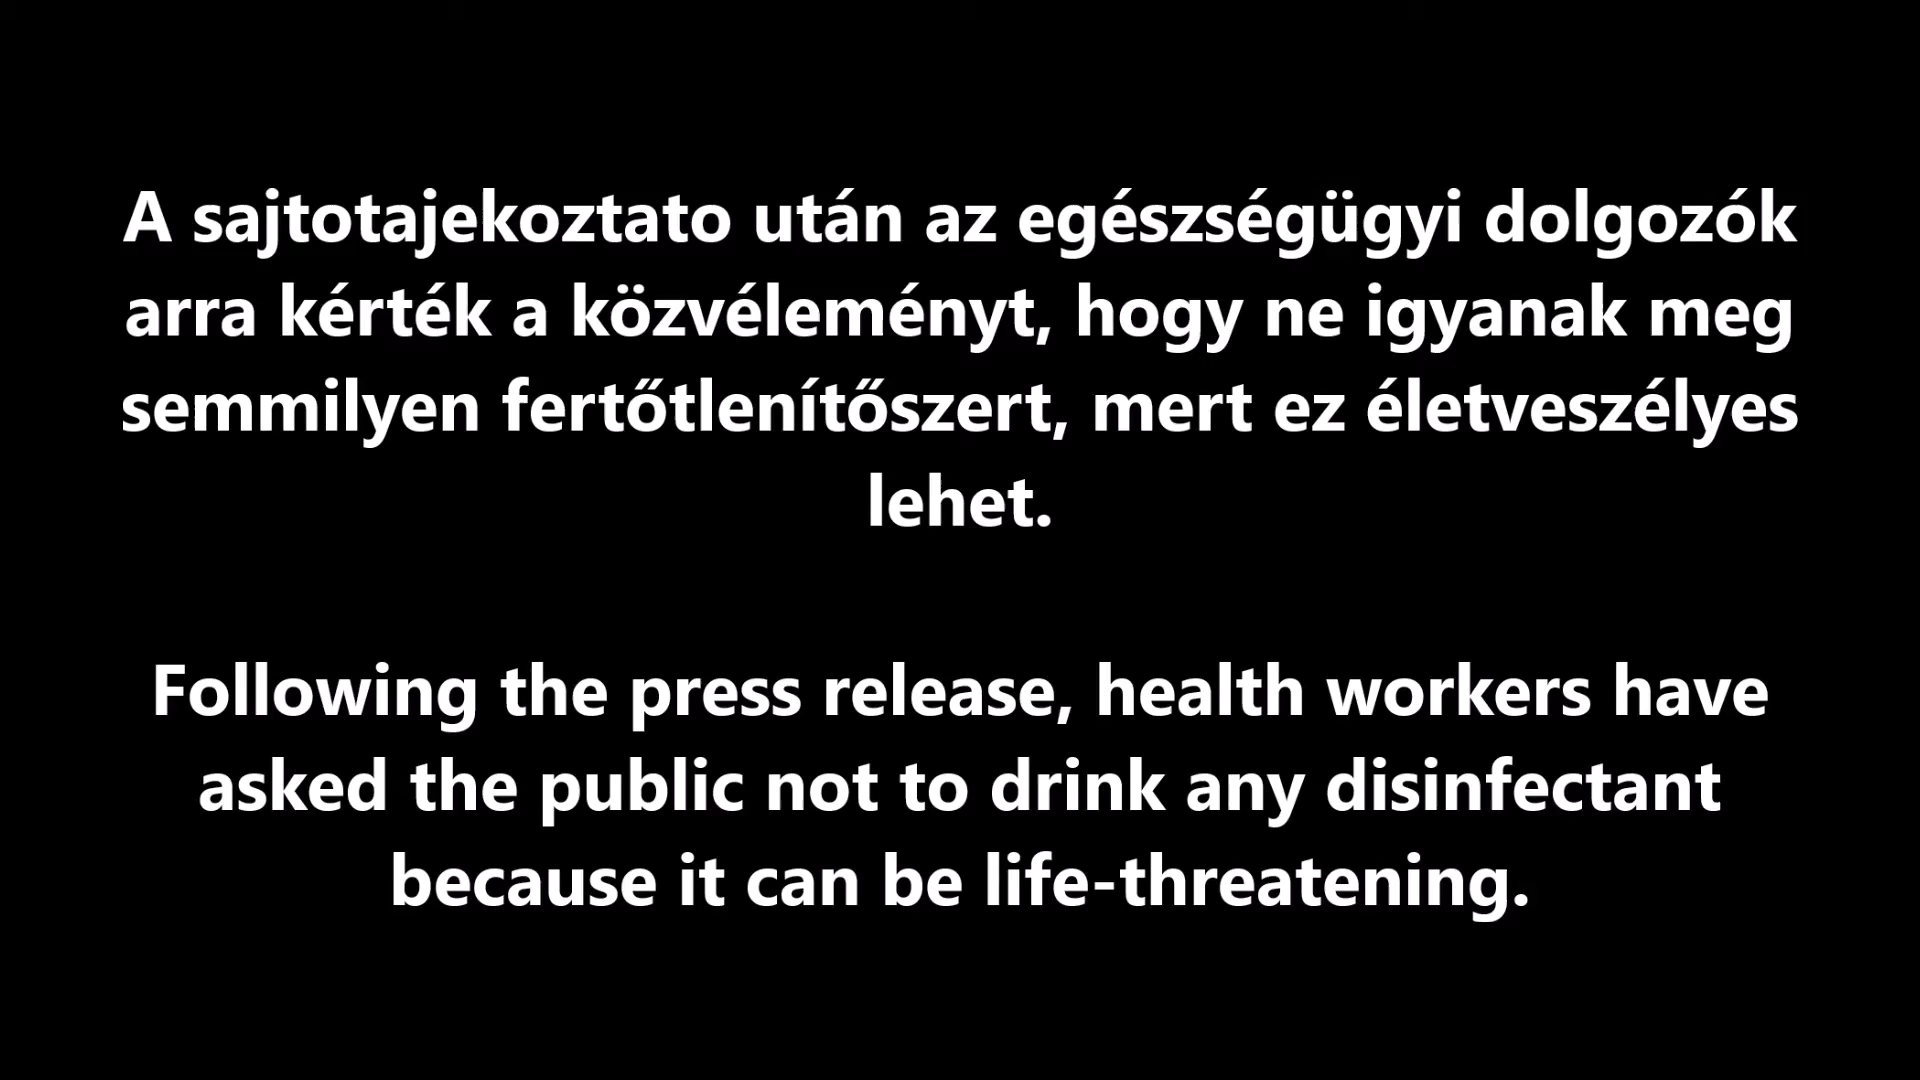 A sajtotajekoztato után az egészségügyi dolgozók
arra kérték a közvéleményt, hogy ne igyanak meg
semmilyen fertőtlenítőszert, mert ez életveszélyes
lehet.
Following the press release, health workers have
asked the public not to drink any disinfectant
because it can be life-threatening.